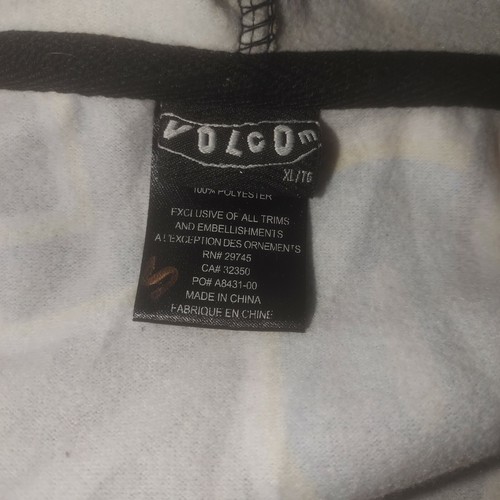 VOLCOM
XL/TG
100% POLYESTER
EXCLUSIVE OF ALL TRIMS
AND EMBELLISHMENTS
A L'EXCEPTION DES ORNEMENTS
RN# 29745
CA# 32350
PO# A8431-00
MADE IN CHINA
FABRIQUE EN CHINE